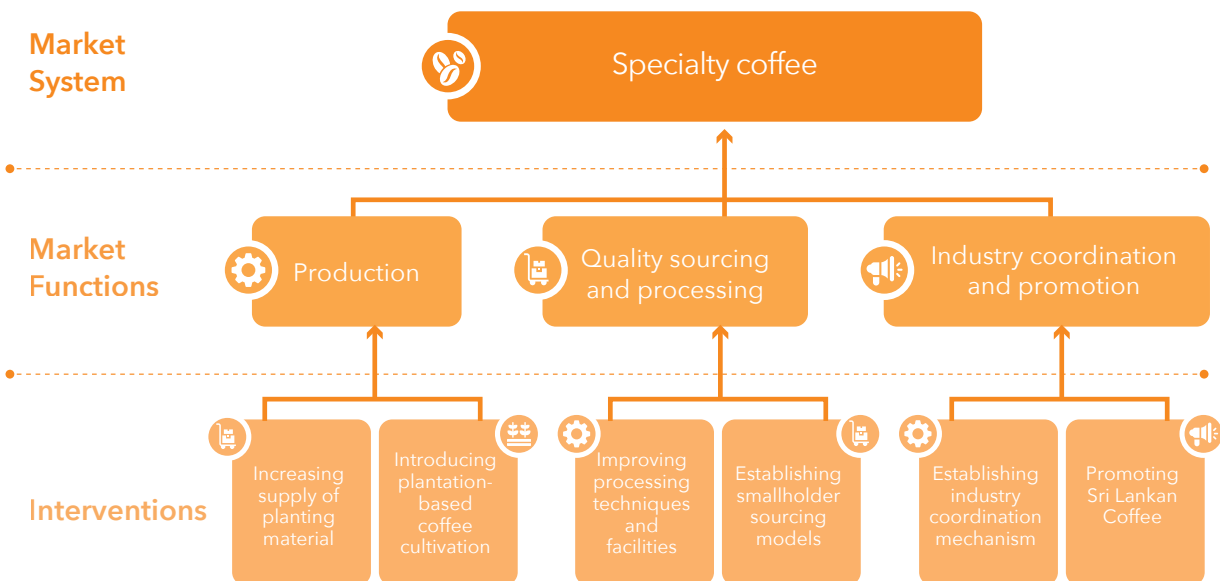 Market
System
Specialty coffee
Market
Functions
Production
Quality sourcing
and processing
Industry coordination
and promotion
Interventions
Increasing
supply of
planting
material
Introducing
plantation-
based
coffee
cultivation
Improving
processing
techniques
and
facilities
Establishing
smallholder
sourcing
models
Establishing
industry
coordination
mechanism
Promoting
Sri Lankan
Coffee